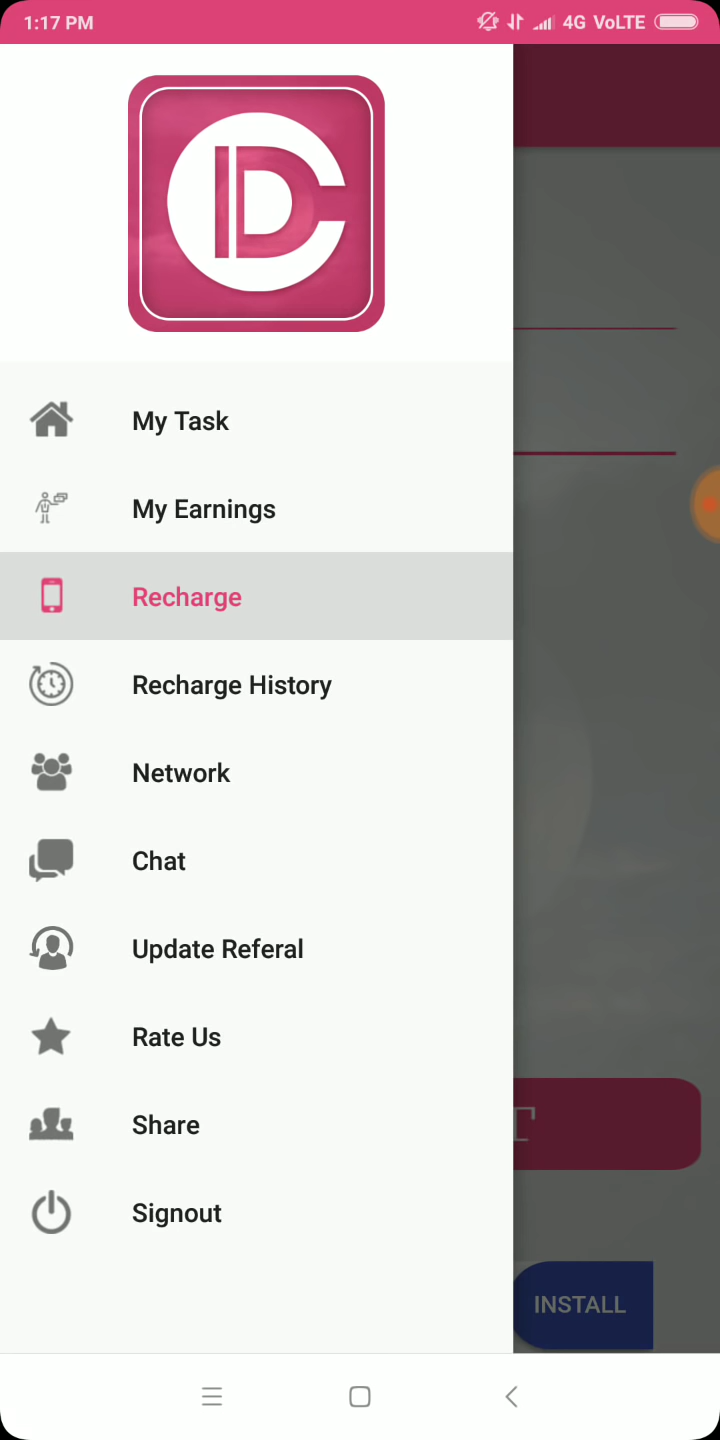 1:17 PM 4G VoLTE
DC
My Task
My Earnings
Recharge
Recharge History
Network
Chat
Update Referal
Rate Us
Share
Signout
T
INSTALL